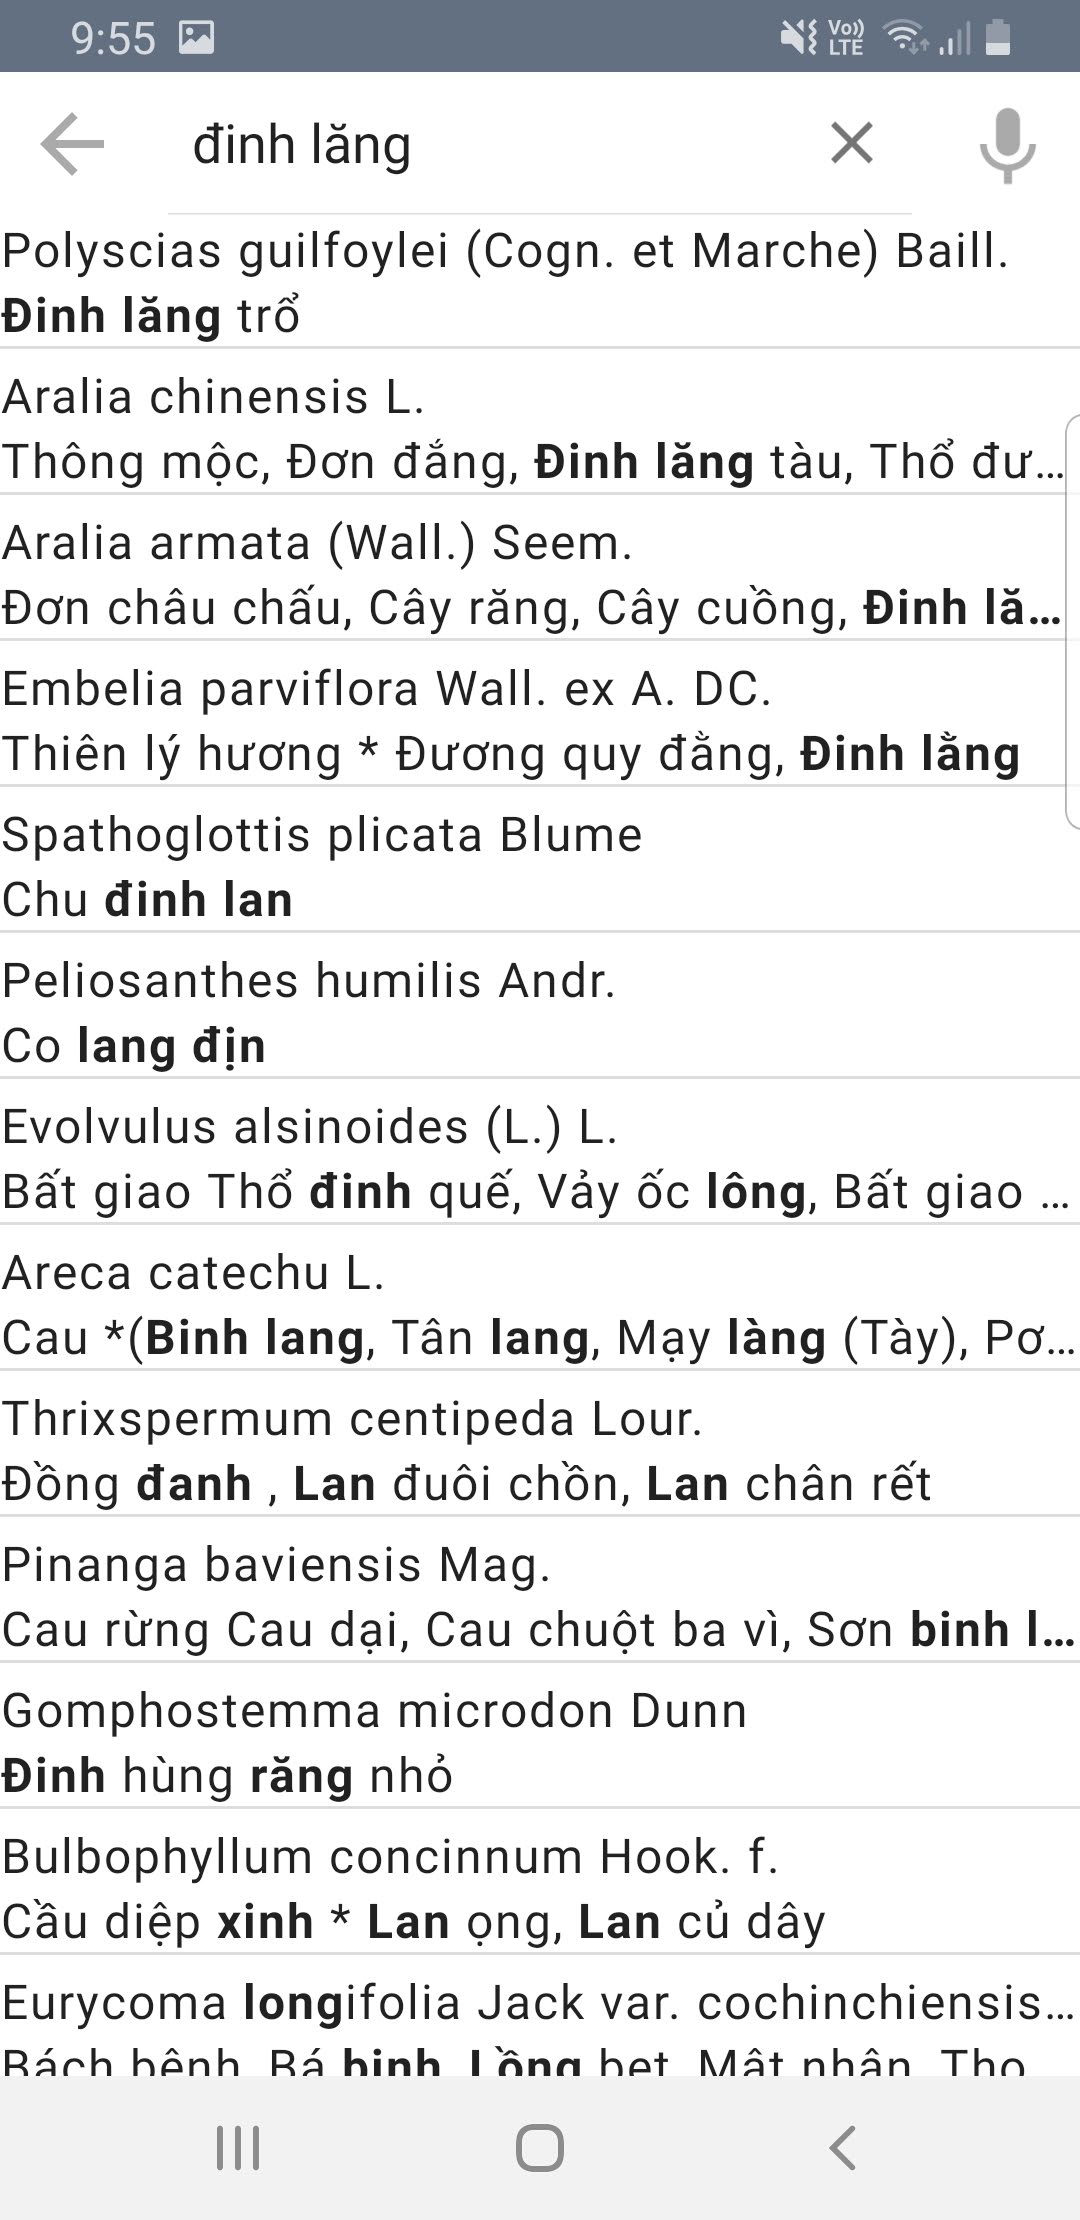 9:55
Vo)) LTE
đinh lăng
Polyscias guilfoylei (Cogn. et Marche) Baill.
Đinh lăng trổ
Aralia chinensis L.
Thông mộc, Đơn đắng, Đinh lăng tàu, Thổ đư...
Aralia armata (Wall.) Seem.
Đơn châu chấu, Cây răng, Cây cuồng, Đinh lă...
Embelia parviflora Wall. ex A. DC.
Thiên lý hương * Đương quy đằng, Đinh lằng
Spathoglottis plicata Blume
Chu đinh lan
Peliosanthes humilis Andr.
Co lang địn
Evolvulus alsinoides (L.) L.
Bất giao Thổ đinh quế, Vảy ốc lông, Bất giao ...
Areca catechu L.
Cau *(Binh lang, Tân lang, Mạy làng (Tày), Pơ...
Thrixspermum centipeda Lour.
Đồng đanh , Lan đuôi chồn, Lan chân rết
Pinanga baviensis Mag.
Cau rừng Cau dại, Cau chuột ba vì, Sơn binh l...
Gomphostemma microdon Dunn
Đinh hùng răng nhỏ
Bulbophyllum concinnum Hook. f.
Cầu diệp xinh * Lan ọng, Lan củ dây
Eurycoma longifolia Jack var. cochinchiensis...
Bá binh